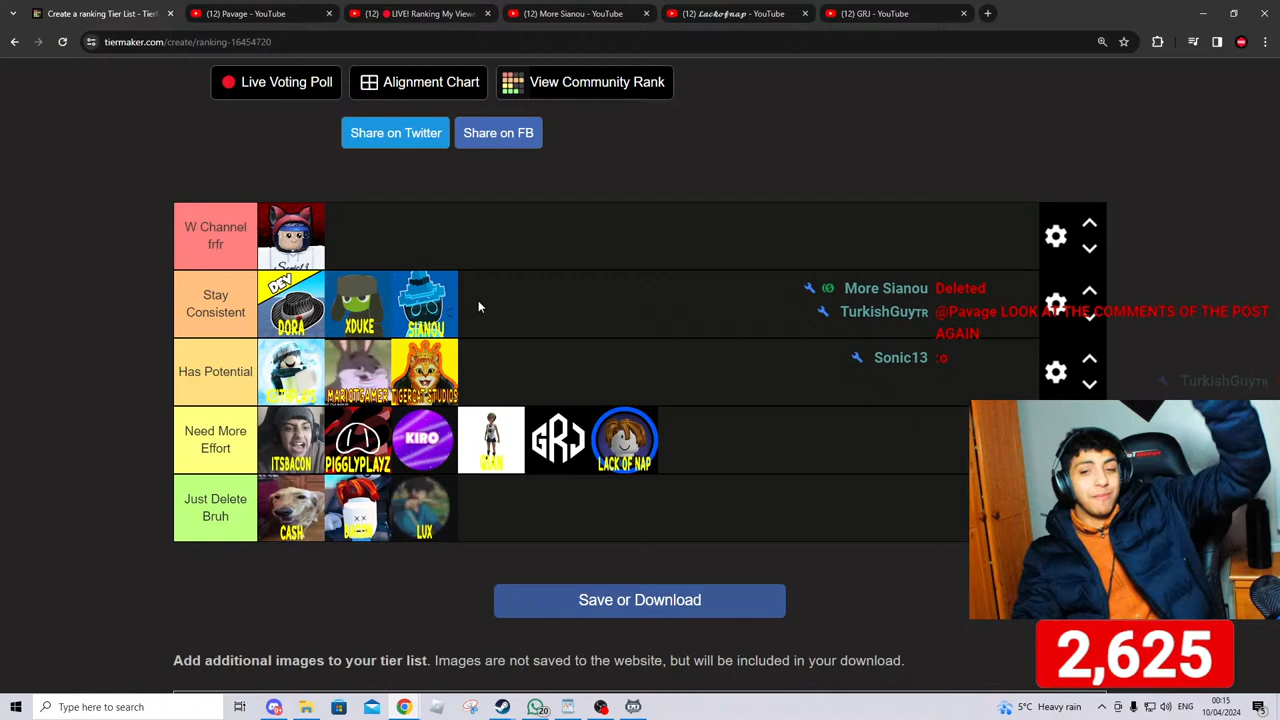 Create a ranking Tier List - Tier
(12) Pavage - YouTube
(12) 🔴LIVE! Ranking My Viewe
(12) More Sianou - YouTube
(12) 𝓛𝓪𝓬𝓴𝓸𝓯𝓷𝓪𝓹 - YouTube
(12) GRJ - YouTube
tiermaker.com/create/ranking-16454720
Live Voting Poll
Alignment Chart
View Community Rank
Share on Twitter
Share on FB
W Channel
frfr
Sonic13
Stay
Consistent
DEV
DORA
XDUKE
SIANOU
More Sianou Deleted
TurkishGuyTR @Pavage LOOK AT THE COMMENTS OF THE POST
AGAIN
Has Potential
MARIOTGAMER
TIGERCAT STUDIOS
Sonic13 :o
TurkishGuyTR
Need More
Effort
ITSBACON
PIGGLYPLAYZ
KIRO
GRJ
LACK OF NAP
Just Delete
Bruh
CASH
LUX
Save or Download
2,625
Add additional images to your tier list. Images are not saved to the website, but will be included in your download.
Type here to search
20
5°C Heavy rain
ENG
00:15
10/04/2024
5